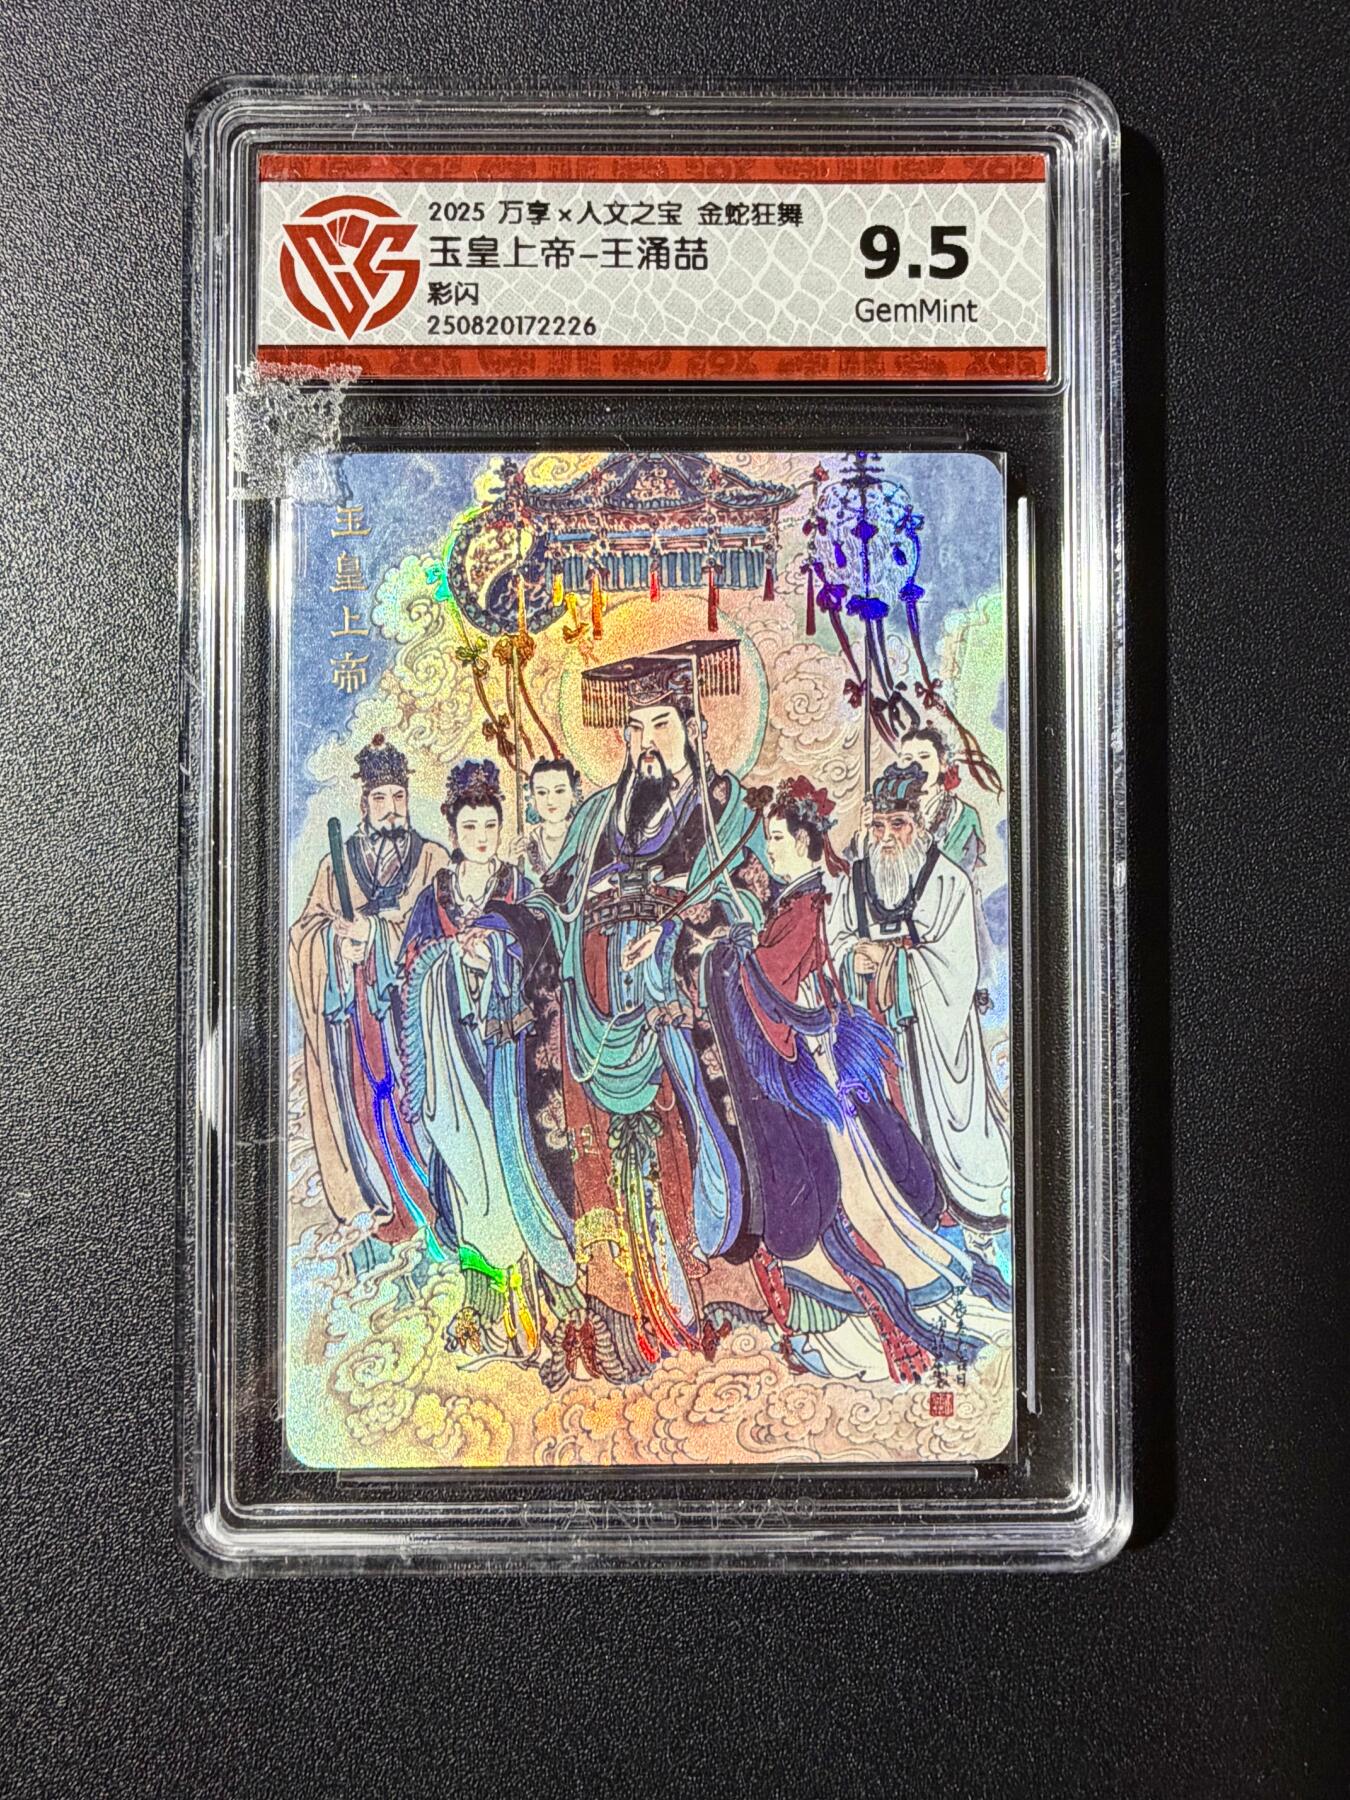 2025 万享×人文之宝 金蛇狂舞
玉皇上帝-王涌喆
彩闪
250820172226
9.5
GemMint
玉皇上帝